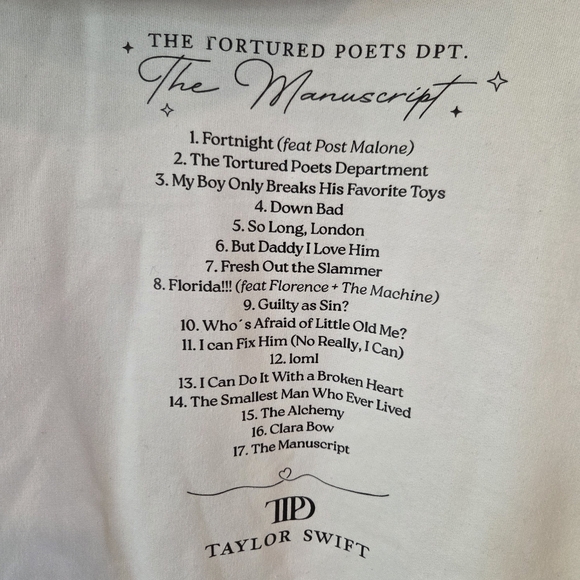 THE TORTURED POETS DPT.
The Manuscript
1. Fortnight (feat Post Malone)
2. The Tortured Poets Department
3. My Boy Only Breaks His Favorite Toys
4. Down Bad
5. So Long, London
6. But Daddy I Love Him
7. Fresh Out the Slammer
8. Florida!!! (feat Florence + The Machine)
9. Guilty as Sin?
10. Who´s Afraid of Little Old Me?
11. I can Fix Him (No Really, I Can)
12. loml
13. I Can Do It With a Broken Heart
14. The Smallest Man Who Ever Lived
15. The Alchemy
16. Clara Bow
17. The Manuscript
TTPD
TAYLOR SWIFT